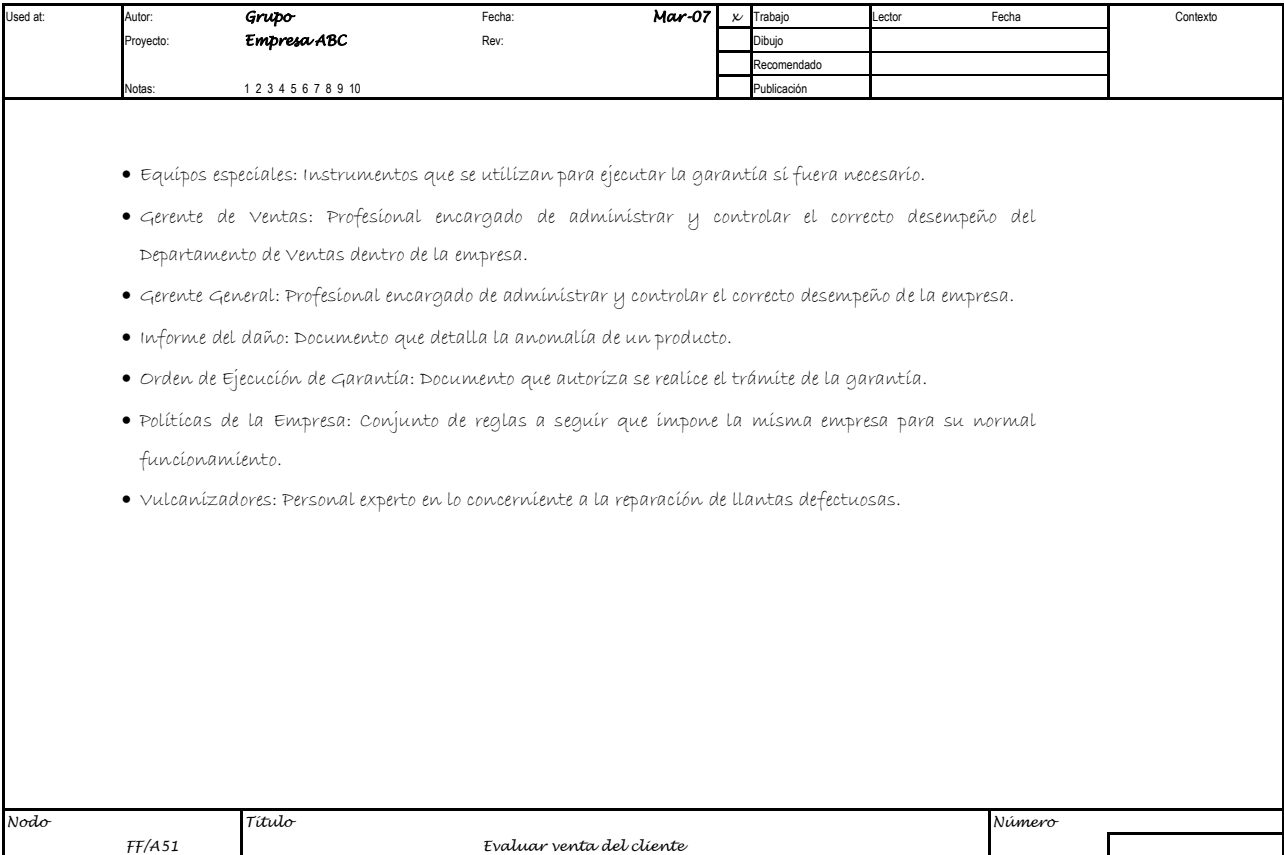 Used at: Autor: Grupo Fecha: Mar-07 x Trabajo Lector Fecha Contexto
Proyecto: Empresa ABC Rev: Dibujo
Recomendado
Notas: 1 2 3 4 5 6 7 8 9 10 Publicación
• Equipos especiales: Instrumentos que se utilizan para ejecutar la garantía si fuera necesario.
• Gerente de Ventas: Profesional encargado de administrar y controlar el correcto desempeño del
Departamento de Ventas dentro de la empresa.
• Gerente General: Profesional encargado de administrar y controlar el correcto desempeño de la empresa.
• Informe del daño: Documento que detalla la anomalía de un producto.
• Orden de Ejecución de Garantía: Documento que autoriza se realice el trámite de la garantía.
• Políticas de la Empresa: Conjunto de reglas a seguir que impone la misma empresa para su normal
funcionamiento.
• Vulcanizadores: Personal experto en lo concerniente a la reparación de llantas defectuosas.
Nodo Título Número
FF/A51 Evaluar venta del cliente